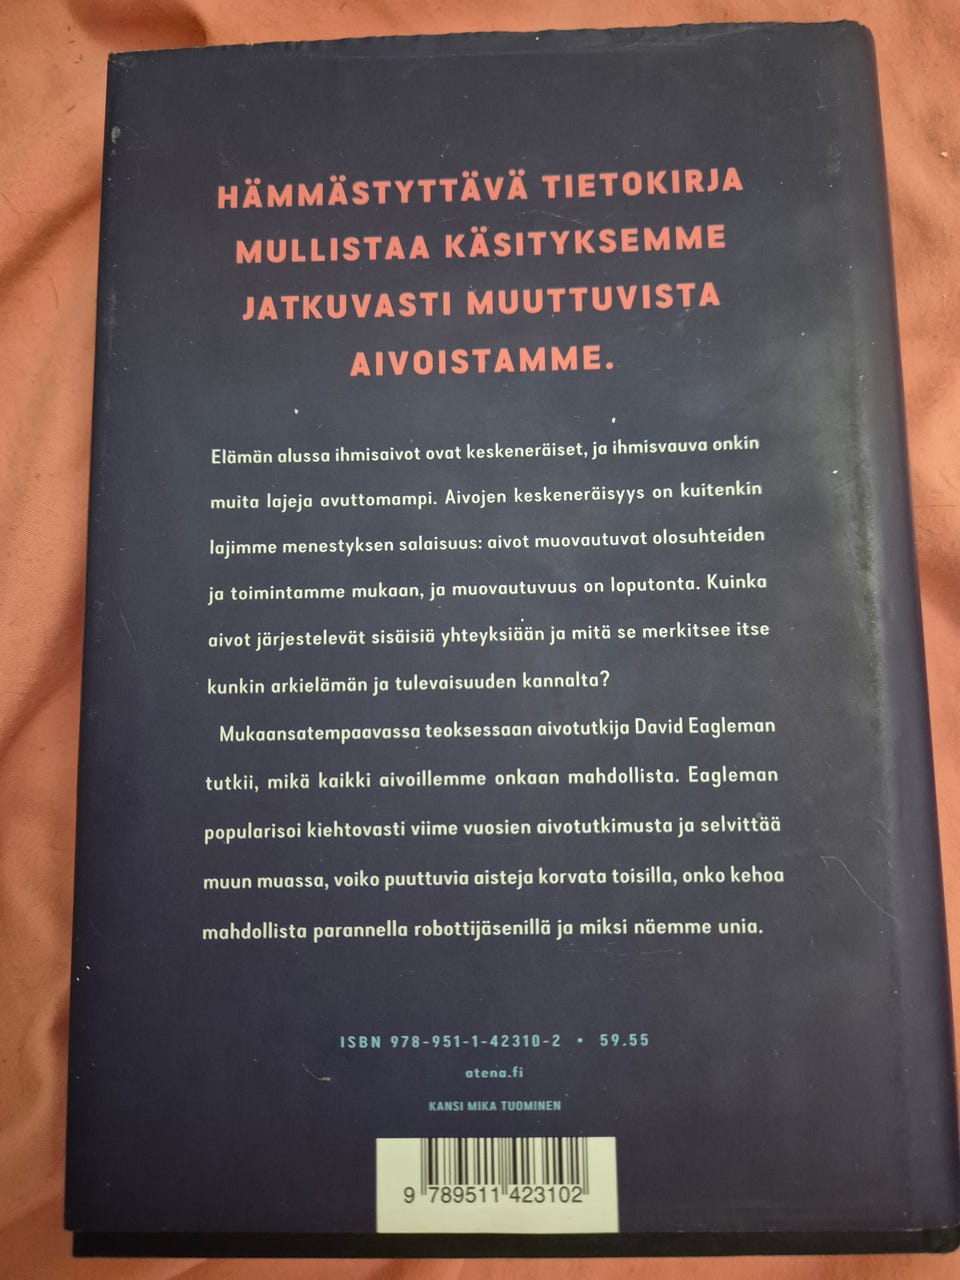 HÄMMÄSTYTTÄVÄ TIETOKIRJA
MULLISTAA KÄSITYKSEMME
JATKUVASTI MUUTTUVISTA
AIVOISTAMME.
Elämän alussa ihmisaivot ovat keskeneräiset, ja ihmisvauva onkin
muita lajeja avuttomampi. Aivojen keskeneräisyys on kuitenkin
lajimme menestyksen salaisuus: aivot muovautuvat olosuhteiden
ja toimintamme mukaan, ja muovautuvuus on loputonta. Kuinka
aivot järjestelevät sisäisiä yhteyksiään ja mitä se merkitsee itse
kunkin arkielämän ja tulevaisuuden kannalta?
Mukaansatempaavassa teoksessaan aivotutkija David Eagleman
tutkii, mikä kaikki aivoillemme onkaan mahdollista. Eagleman
popularisoi kiehtovasti viime vuosien aivotutkimusta ja selvittää
muun muassa, voiko puuttuvia aisteja korvata toisilla, onko kehoa
mahdollista parannella robottijäsenillä ja miksi näemme unia.
ISBN 978-951-1-42310-2 • 59.55
atena.fi
KANSI MIKA TUOMINEN
9 789511 423102